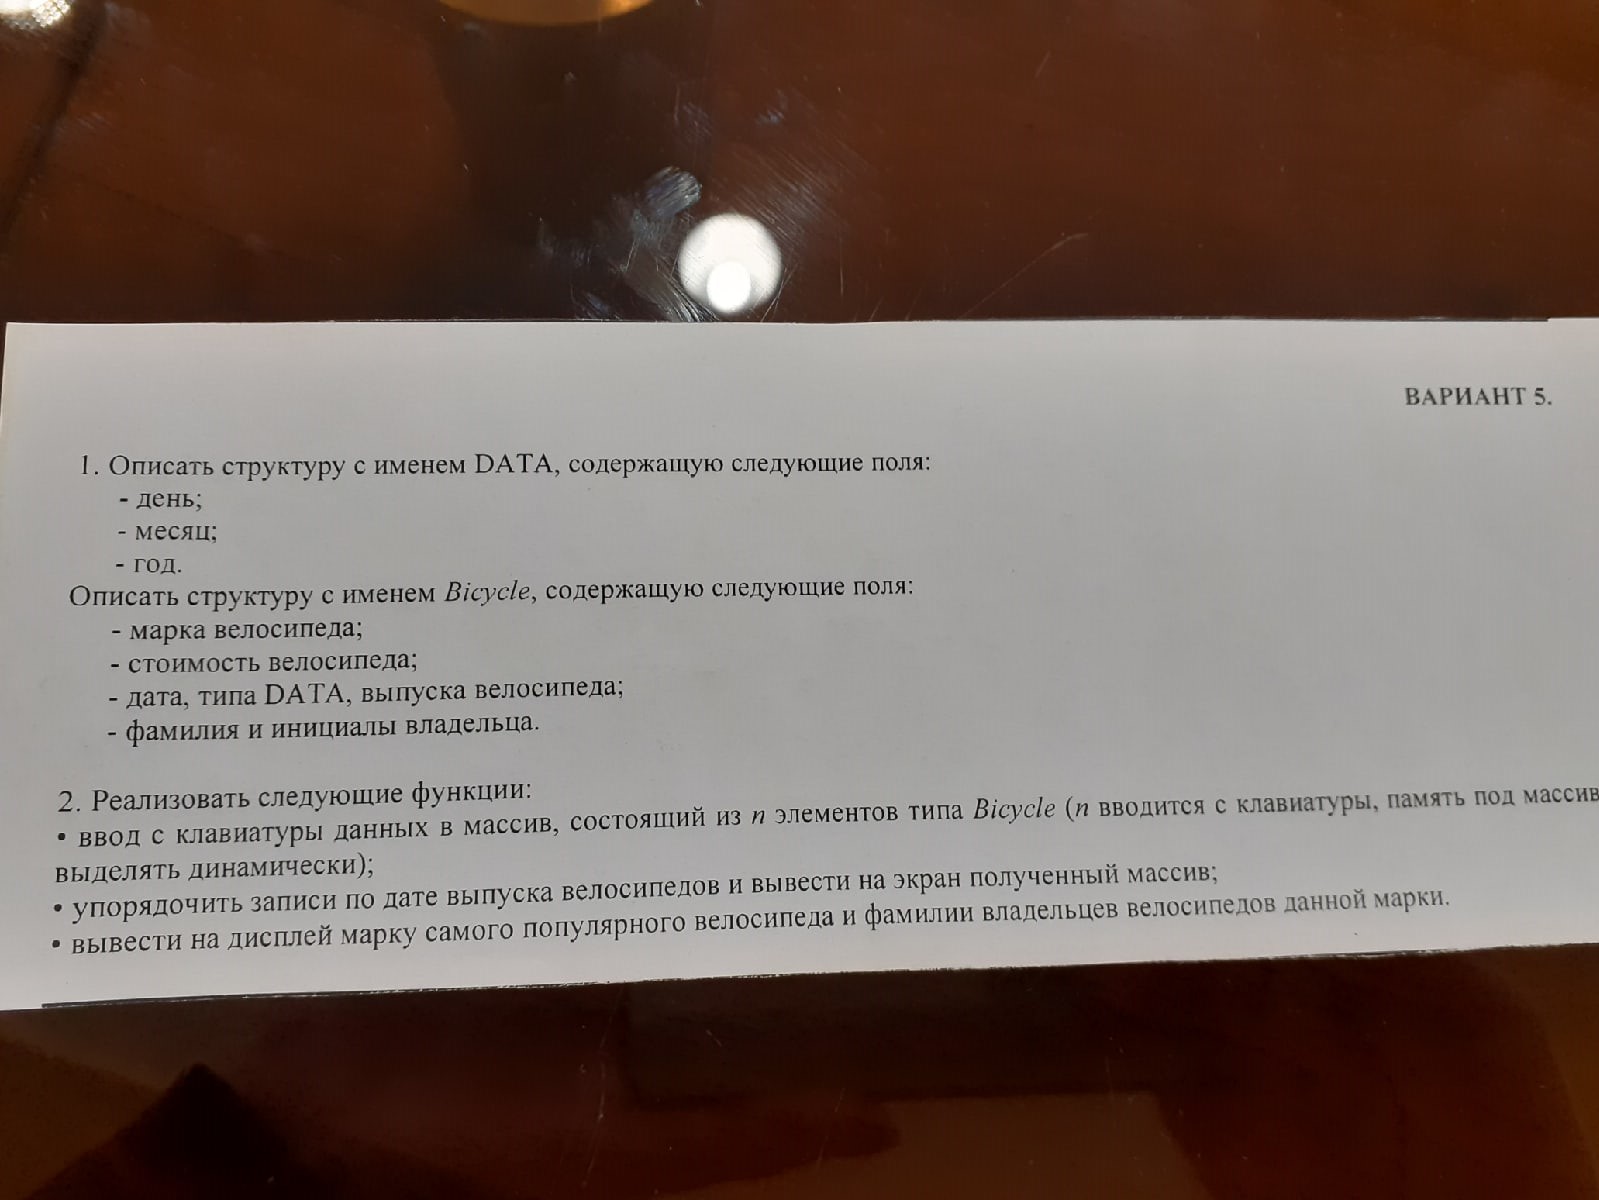 ВАРИАНТ 5.
1. Описать структуру с именем DATA, содержащую следующие поля:
- день;
- месяц;
- год.
Описать структуру с именем Bicycle, содержащую следующие поля:
- марка велосипеда;
- стоимость велосипеда;
- дата, типа DATA, выпуска велосипеда;
- фамилия и инициалы владельца.
2. Реализовать следующие функции:
• ввод с клавиатуры данных в массив, состоящий из n элементов типа Bicycle (n вводится с клавиатуры, память под массив
выделять динамически);
• упорядочить записи по дате выпуска велосипедов и вывести на экран полученный массив;
• вывести на дисплей марку самого популярного велосипеда и фамилии владельцев велосипедов данной марки.